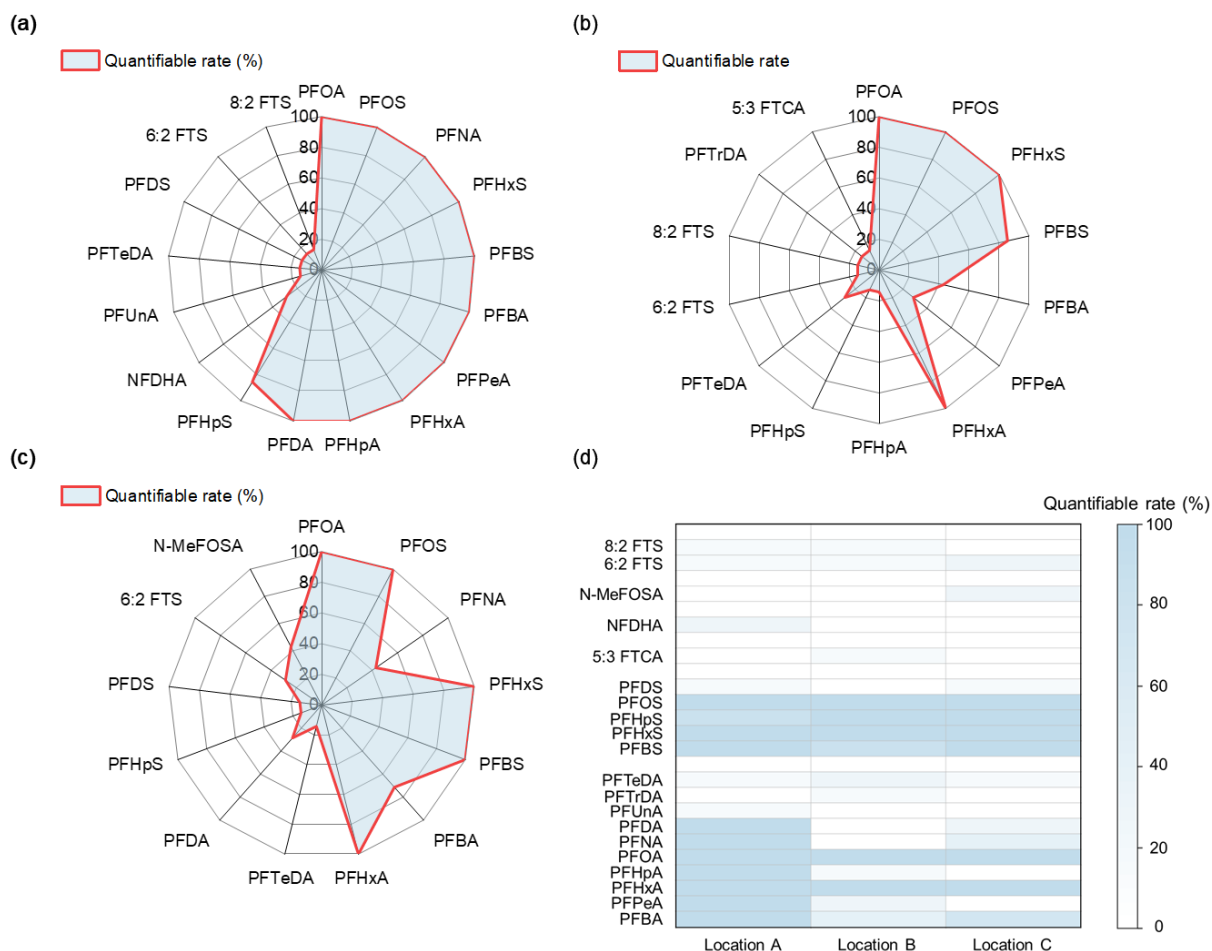 (a)
Quantifiable rate (%)
PFOA
PFOS
PFNA
PFHxS
PFBS
PFBA
PFPeA
PFHxA
PFHpA
PFDA
PFHpS
NFDHA
PFUnA
PFTeDA
PFDS
6:2 FTS
8:2 FTS
100
80
60
40
20
0
(b)
Quantifiable rate
PFOA
PFOS
PFHxS
PFBS
PFBA
PFPeA
PFHxA
PFHpA
PFHpS
PFTeDA
6:2 FTS
8:2 FTS
PFTrDA
5:3 FTCA
100
80
60
40
20
0
(c)
Quantifiable rate (%)
PFOA
PFOS
PFNA
PFHxS
PFBS
PFBA
PFHxA
PFTeDA
PFDA
PFHpS
PFDS
6:2 FTS
N-MeFOSA
100
80
60
40
20
0
(d)
Quantifiable rate (%)
8:2 FTS
6:2 FTS
N-MeFOSA
NFDHA
5:3 FTCA
PFDS
PFOS
PFHpS
PFHxS
PFBS
PFTeDA
PFTrDA
PFUnA
PFDA
PFNA
PFOA
PFHpA
PFHxA
PFPeA
PFBA
Location A
Location B
Location C
100
80
60
40
20
0